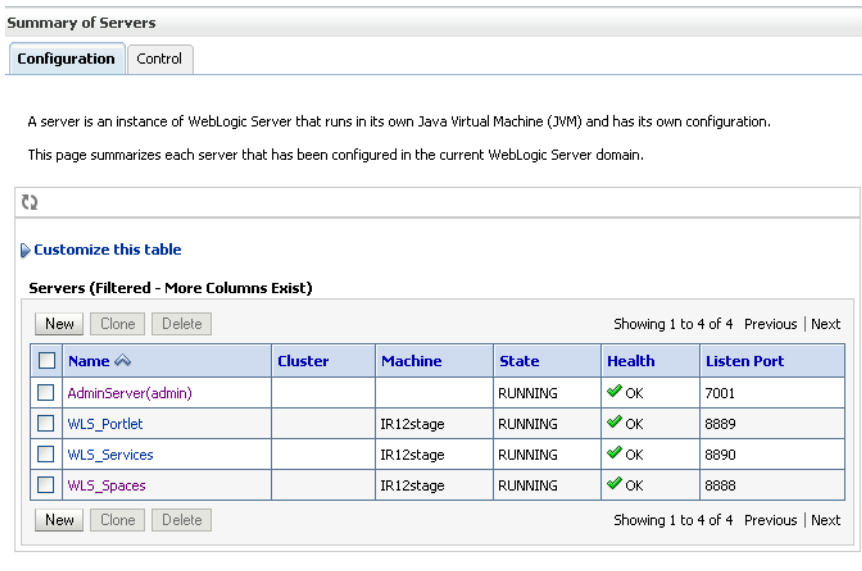 Summary of Servers
Configuration Control
A server is an instance of WebLogic Server that runs in its own Java Virtual Machine (JVM) and has its own configuration.
This page summarizes each server that has been configured in the current WebLogic Server domain.
Customize this table
Servers (Filtered - More Columns Exist)
New Clone Delete Showing 1 to 4 of 4 Previous | Next
Name Cluster Machine State Health Listen Port
AdminServer(admin) RUNNING OK 7001
WLS_Portlet IR12stage RUNNING OK 8889
WLS_Services IR12stage RUNNING OK 8890
WLS_Spaces IR12stage RUNNING OK 8888
New Clone Delete Showing 1 to 4 of 4 Previous | Next